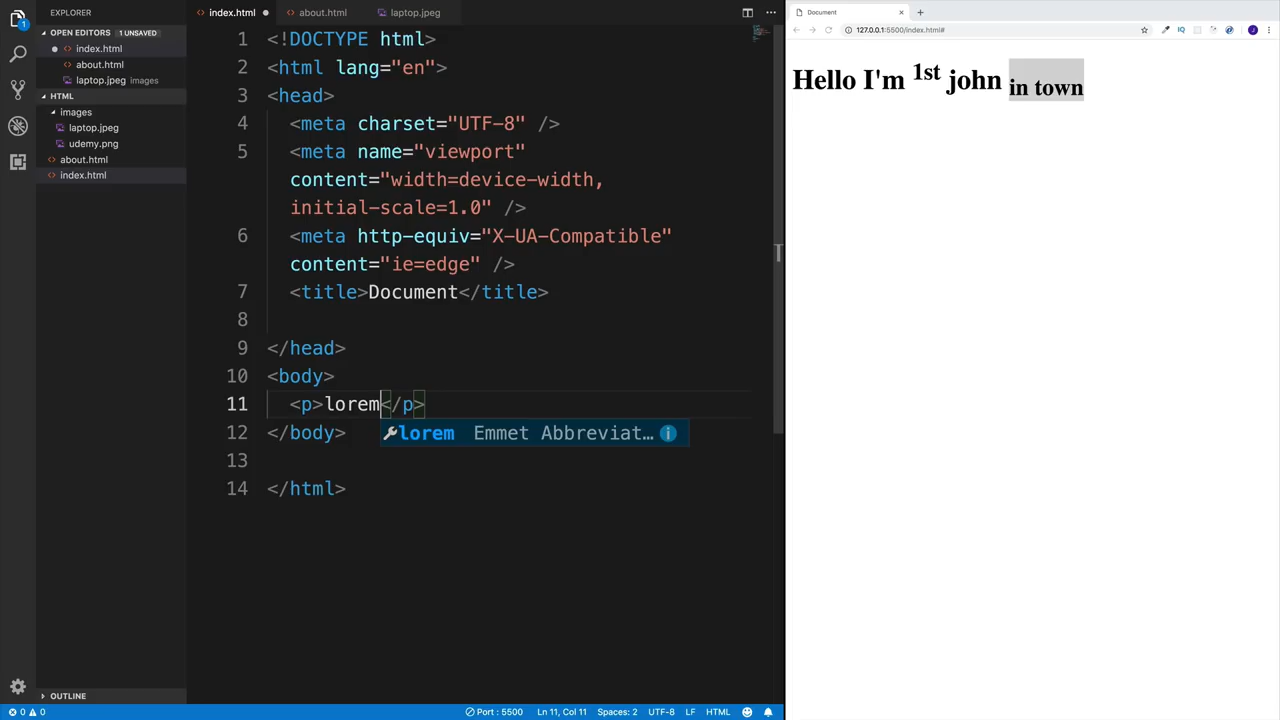 EXPLORER
OPEN EDITORS 1 UNSAVED
index.html
about.html
laptop.jpeg images
HTML
images
laptop.jpeg
udemy.png
about.html
index.html
OUTLINE
1
index.html
about.html
laptop.jpeg
1 <!DOCTYPE html>
2 <html lang="en">
3 <head>
4 <meta charset="UTF-8" />
5 <meta name="viewport"
content="width=device-width,
initial-scale=1.0" />
6 <meta http-equiv="X-UA-Compatible"
content="ie=edge" />
7 <title>Document</title>
8
9 </head>
10 <body>
11 <p>lorem</p>
lorem Emmet Abbreviat…
12 </body>
13
14 </html>
0 0
Port : 5500 Ln 11, Col 11 Spaces: 2 UTF-8 LF HTML
Document
127.0.0.1:5500/index.html#
IQ
J
Hello I'm 1st john in town